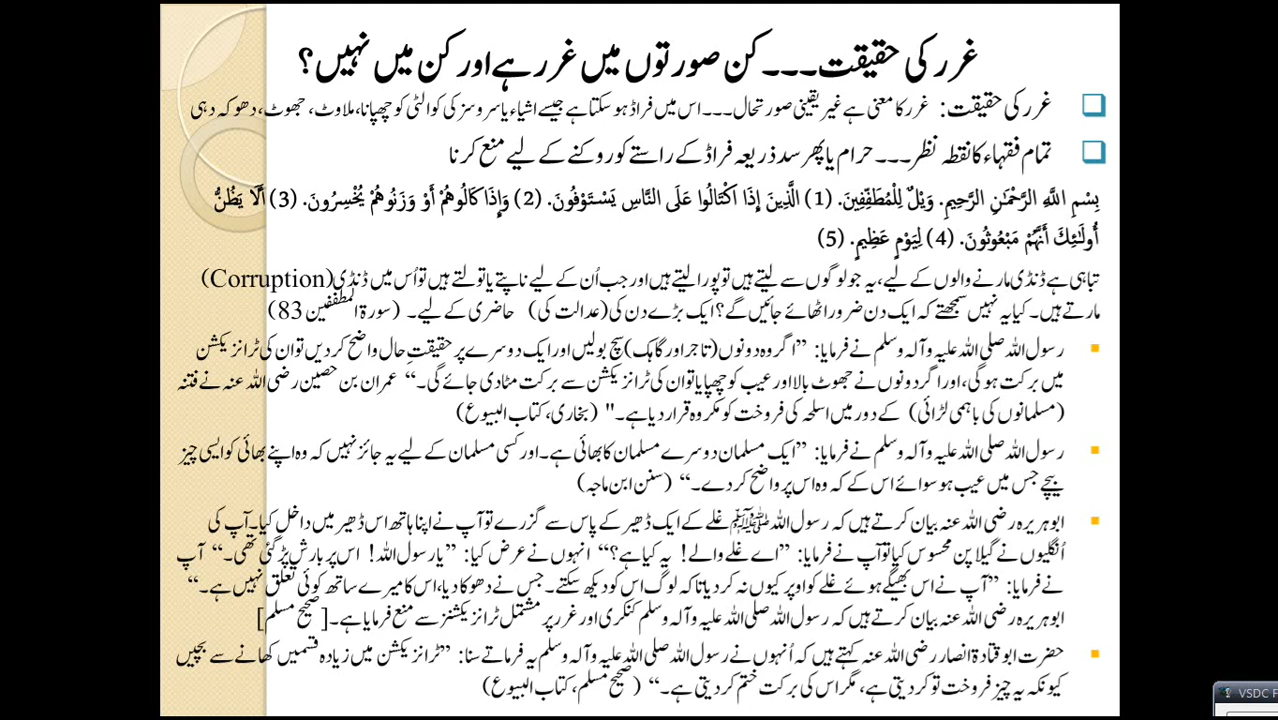 غرر کی حقیقت۔۔۔ کن صورتوں میں غرر ہے اور کن میں نہیں؟
غرر کی حقیقت: غرر کا معنی ہے غیر یقینی صورتحال۔۔۔ اس میں فراڈ ہو سکتا ہے جیسے اشیاء یا سروسز کی کوالٹی کو چھپانا، ملاوٹ، جھوٹ، دھوکہ دہی
تمام فقہاء کا نقطہ نظر۔۔۔ حرام یا پھر سد ذریعہ فراڈ کے راستے کو روکنے کے لیے منع کرنا
بِسْمِ اللَّهِ الرَّحْمَٰنِ الرَّحِيمِ. وَيْلٌ لِلْمُطَفِّفِينَ. (1) الَّذِينَ إِذَا اكْتَالُوا عَلَى النَّاسِ يَسْتَوْفُونَ. (2) وَإِذَا كَالُوهُمْ أَوْ وَزَنُوهُمْ يُخْسِرُونَ. (3) أَلَا يَظُنُّ
أُولَٰئِكَ أَنَّهُمْ مَبْعُوثُونَ. (4) لِيَوْمٍ عَظِيمٍ. (5)
تباہی ہے ڈنڈی مارنے والوں کے لیے، یہ جو لوگوں سے لیتے ہیں تو پورا لیتے ہیں اور جب اُن کے لیے ناپتے یا تولتے ہیں تو اُس میں ڈنڈی (Corruption)
مارتے ہیں۔ کیا یہ نہیں سمجھتے کہ ایک دن ضرور اٹھائے جائیں گے؟ ایک بڑے دن کی (عدالت کی) حاضری کے لیے۔ (سورۃ المطففین 83)
رسول اللہ صلی اللہ علیہ وآلہ وسلم نے فرمایا: ”اگر وہ دونوں (تاجر اور گاہک) سچ بولیں اور ایک دوسرے پر حقیقتِ حال واضح کر دیں تو ان کی ٹرانزیکشن
میں برکت ہو گی، اور اگر دونوں نے جھوٹ بالا اور عیب کو چھپایا تو ان کی ٹرانزیکشن سے برکت مٹا دی جائے گی۔“ عمران بن حصین رضی اللہ عنہ نے فتنہ
(مسلمانوں کی باہمی لڑائی) کے دور میں اسلحہ کی فروخت کو مکروہ قرار دیا ہے۔" (بخاری، کتاب البیوع)
رسول اللہ صلی اللہ علیہ وآلہ وسلم نے فرمایا: ”ایک مسلمان دوسرے مسلمان کا بھائی ہے۔ اور کسی مسلمان کے لیے یہ جائز نہیں کہ وہ اپنے بھائی کو ایسی چیز
بیچے جس میں عیب ہو سوائے اس کے کہ وہ اس پر واضح کر دے۔“ (سنن ابن ماجہ)
ابوہریرہ رضی اللہ عنہ بیان کرتے ہیں کہ رسول اللہ ﷺ غلے کے ایک ڈھیر کے پاس سے گزرے تو آپ نے اپنا ہاتھ اس ڈھیر میں داخل کیا۔ آپ کی
اُنگلیوں نے گیلا پن محسوس کیا تو آپ نے فرمایا: ”اے غلے والے! یہ کیا ہے؟“ انہوں نے عرض کیا: ”یا رسول اللہ! اس پر بارش پڑ گئی تھی۔“ آپ
نے فرمایا: ”آپ نے اس بھیگے ہوئے غلے کو اوپر کیوں نہ کر دیا تاکہ لوگ اس کو دیکھ سکتے۔ جس نے دھوکا دیا، اس کا میرے ساتھ کوئی تعلق نہیں ہے۔“
ابوہریرہ رضی اللہ عنہ بیان کرتے ہیں کہ رسول اللہ صلی اللہ علیہ وآلہ وسلم کنکری اور غرر پر مشتمل ٹرانزیکشنز سے منع فرمایا ہے۔ [صحیح مسلم]
حضرت ابو قتادۃ انصار رضی اللہ عنہ کہتے ہیں کہ اُنہوں نے رسول اللہ صلی اللہ علیہ وآلہ وسلم یہ فرماتے سنا: ”ٹرانزیکشن میں زیادہ قسمیں کھانے سے بچیں
کیونکہ یہ چیز فروخت تو کر دیتی ہے، مگر اس کی برکت ختم کر دیتی ہے۔“ (صحیح مسلم، کتاب البیوع)
VSDC F